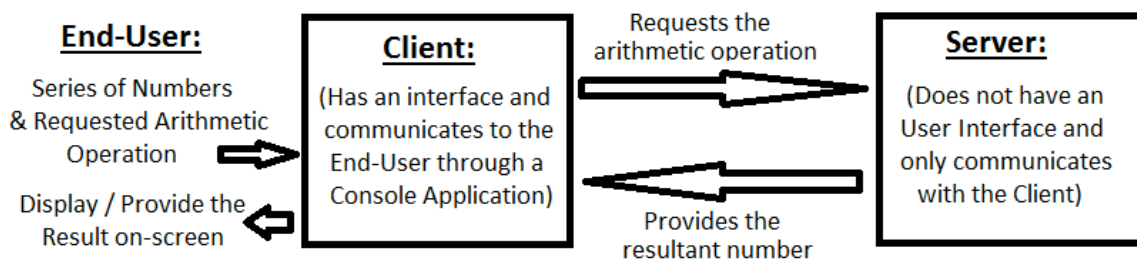 End-User:
Series of Numbers
& Requested Arithmetic
Operation
Display / Provide the
Result on-screen
Client:
(Has an interface and
communicates to the
End-User through a
Console Application)
Requests the
arithmetic operation
Provides the
resultant number
Server:
(Does not have an
User Interface and
only communicates
with the Client)